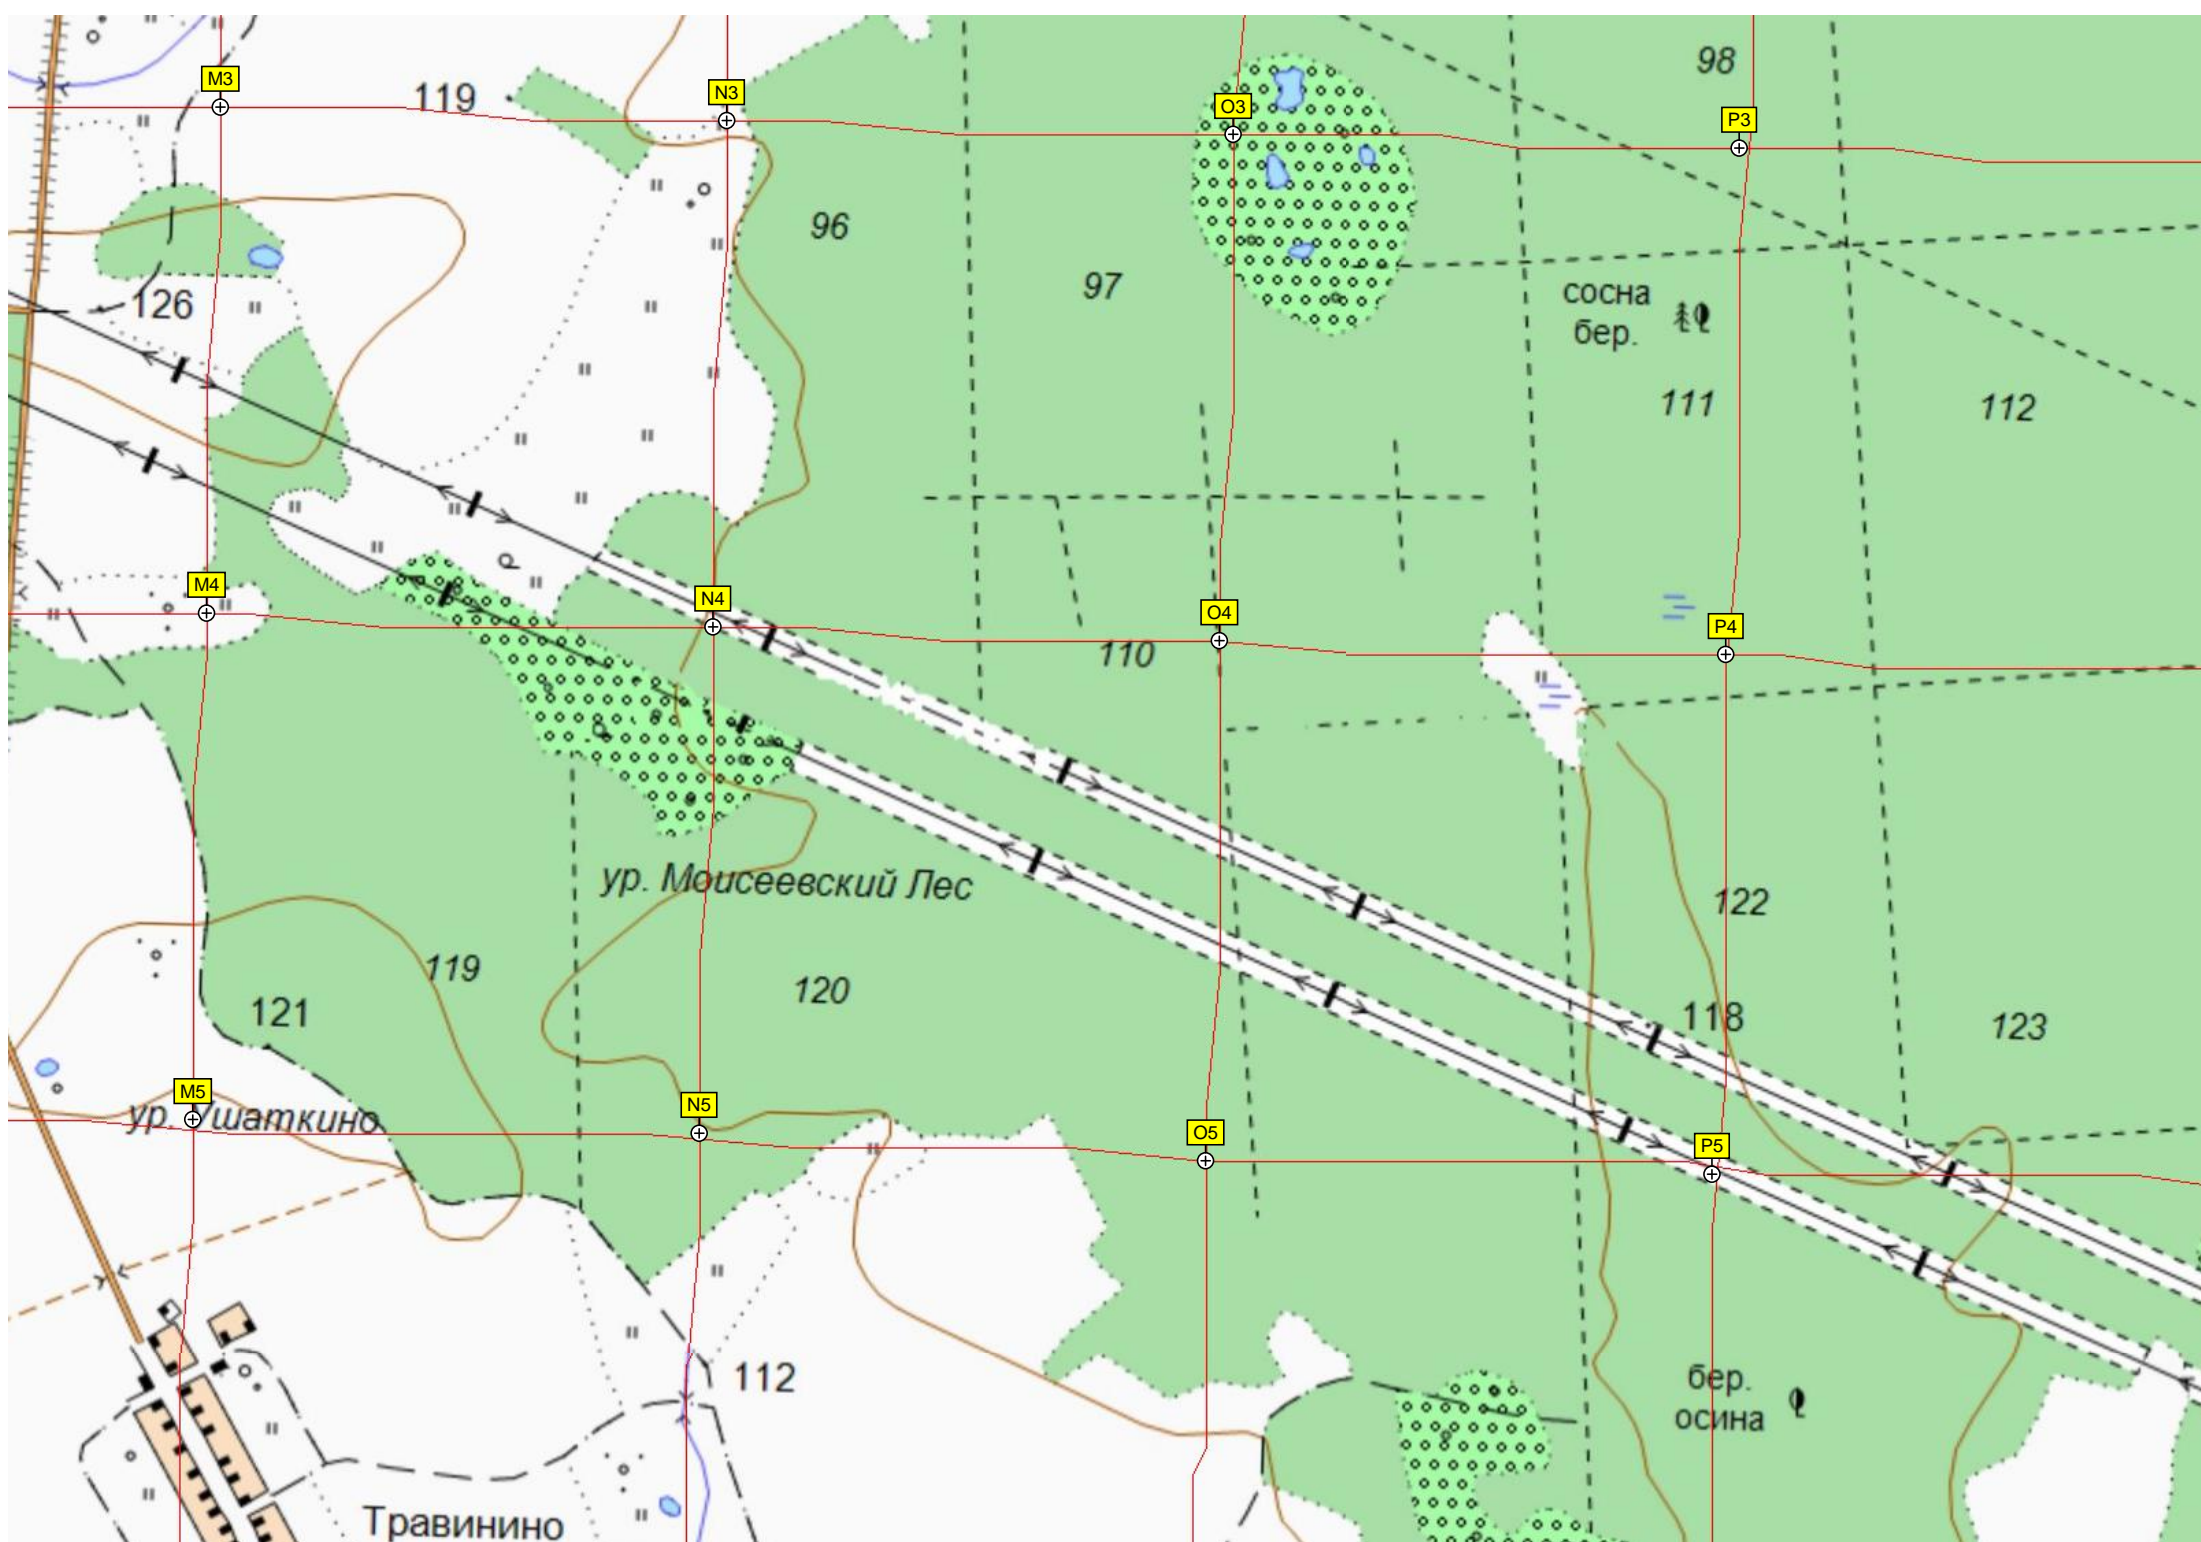 98
M3
119
N3
O3
P3
96
97
126
сосна
бер.
111
112
M4
N4
O4
P4
110
ур. Моисеевский Лес
122
119
120
121
118
123
M5
ур. Ушаткино
N5
O5
P5
112
бер.
осина
Травинино